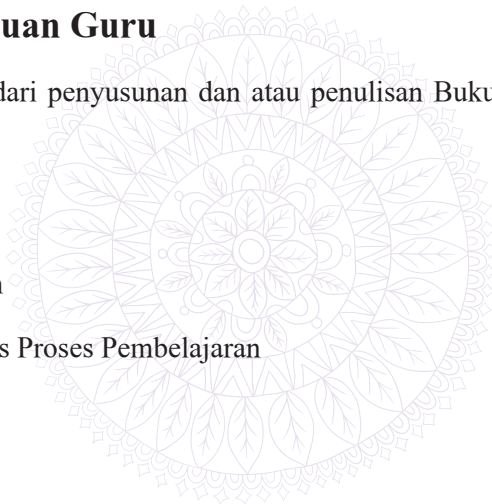 uan Guru
dari penyusunan dan atau penulisan Buku
s Proses Pembelajaran